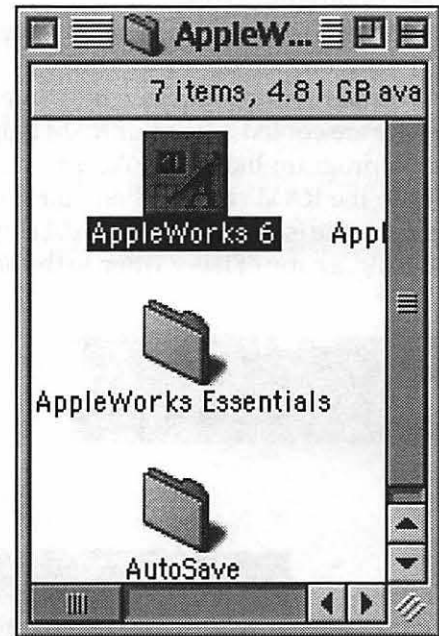 AppleW...
7 items, 4.81 GB ava
AppleWorks 6 Appl
AppleWorks Essentials
AutoSave